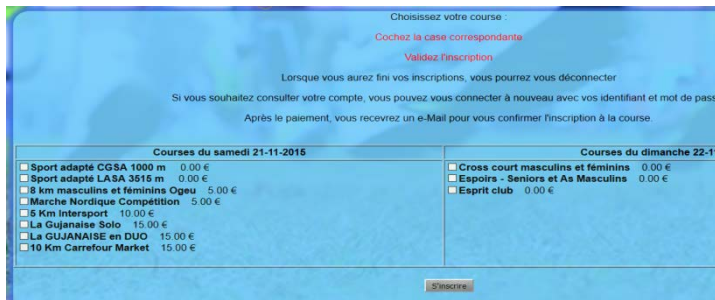 Choisissez votre course :
Cochez la case correspondante
Validez l'inscription
Lorsque vous aurez fini vos inscriptions, vous pourrez vous déconnecter
Si vous souhaitez consulter votre compte, vous pouvez vous connecter à nouveau avec vos identifiant et mot de pass
Après le paiement, vous recevrez un e-Mail pour vous confirmer l'inscription à la course.
Courses du samedi 21-11-2015
Sport adapté CGSA 1000 m 0.00 €
Sport adapté LASA 3515 m 0.00 €
8 km masculins et féminins Ogeu 5.00 €
Marche Nordique Compétition 5.00 €
5 Km Intersport 10.00 €
La Gujanaise Solo 15.00 €
La GUJANAISE en DUO 15.00 €
10 Km Carrefour Market 15.00 €
Courses du dimanche 22-1
Cross court masculins et féminins 0.00 €
Espoirs - Seniors et As Masculins 0.00 €
Esprit club 0.00 €
S'inscrire